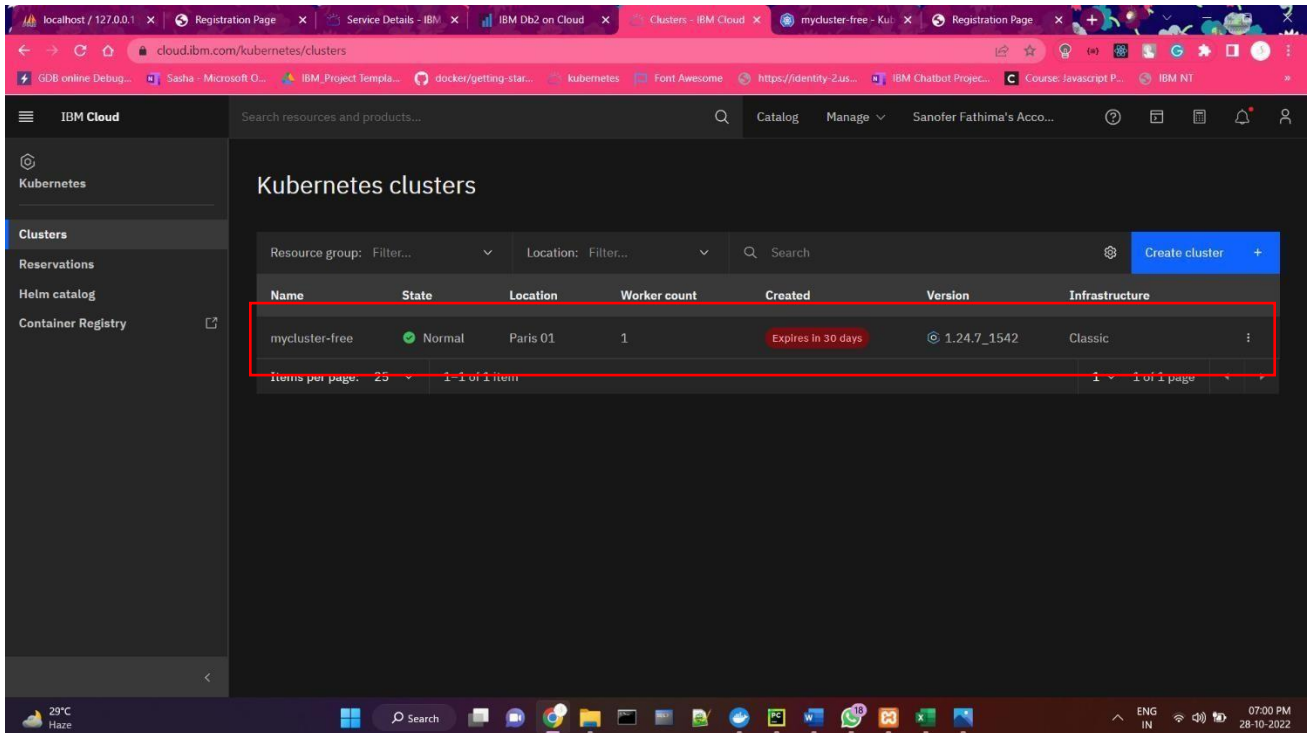 localhost / 127.0.0.1
Registration Page
Service Details - IBM
IBM Db2 on Cloud
Clusters - IBM Cloud
mycluster-free - Kub
Registration Page
cloud.ibm.com/kubernetes/clusters
GDB online Debug...
Sasha - Microsoft O...
IBM_Project Templa...
docker/getting-star...
kubernetes
Font Awesome
https://identity-2.us...
IBM Chatbot Projec...
Course: Javascript P...
IBM NT
IBM Cloud
Search resources and products...
Catalog
Manage
Sanofer Fathima's Acco...
Kubernetes
Clusters
Reservations
Helm catalog
Container Registry
Kubernetes clusters
Resource group: Filter...
Location: Filter...
Search
Create cluster +
Name State Location Worker count Created Version Infrastructure
mycluster-free Normal Paris 01 1 Expires in 30 days 1.24.7_1542 Classic
Items per page: 25 1–1 of 1 item 1 1 of 1 page
29°C
Haze
Search
18
ENG
IN
07:00 PM
28-10-2022